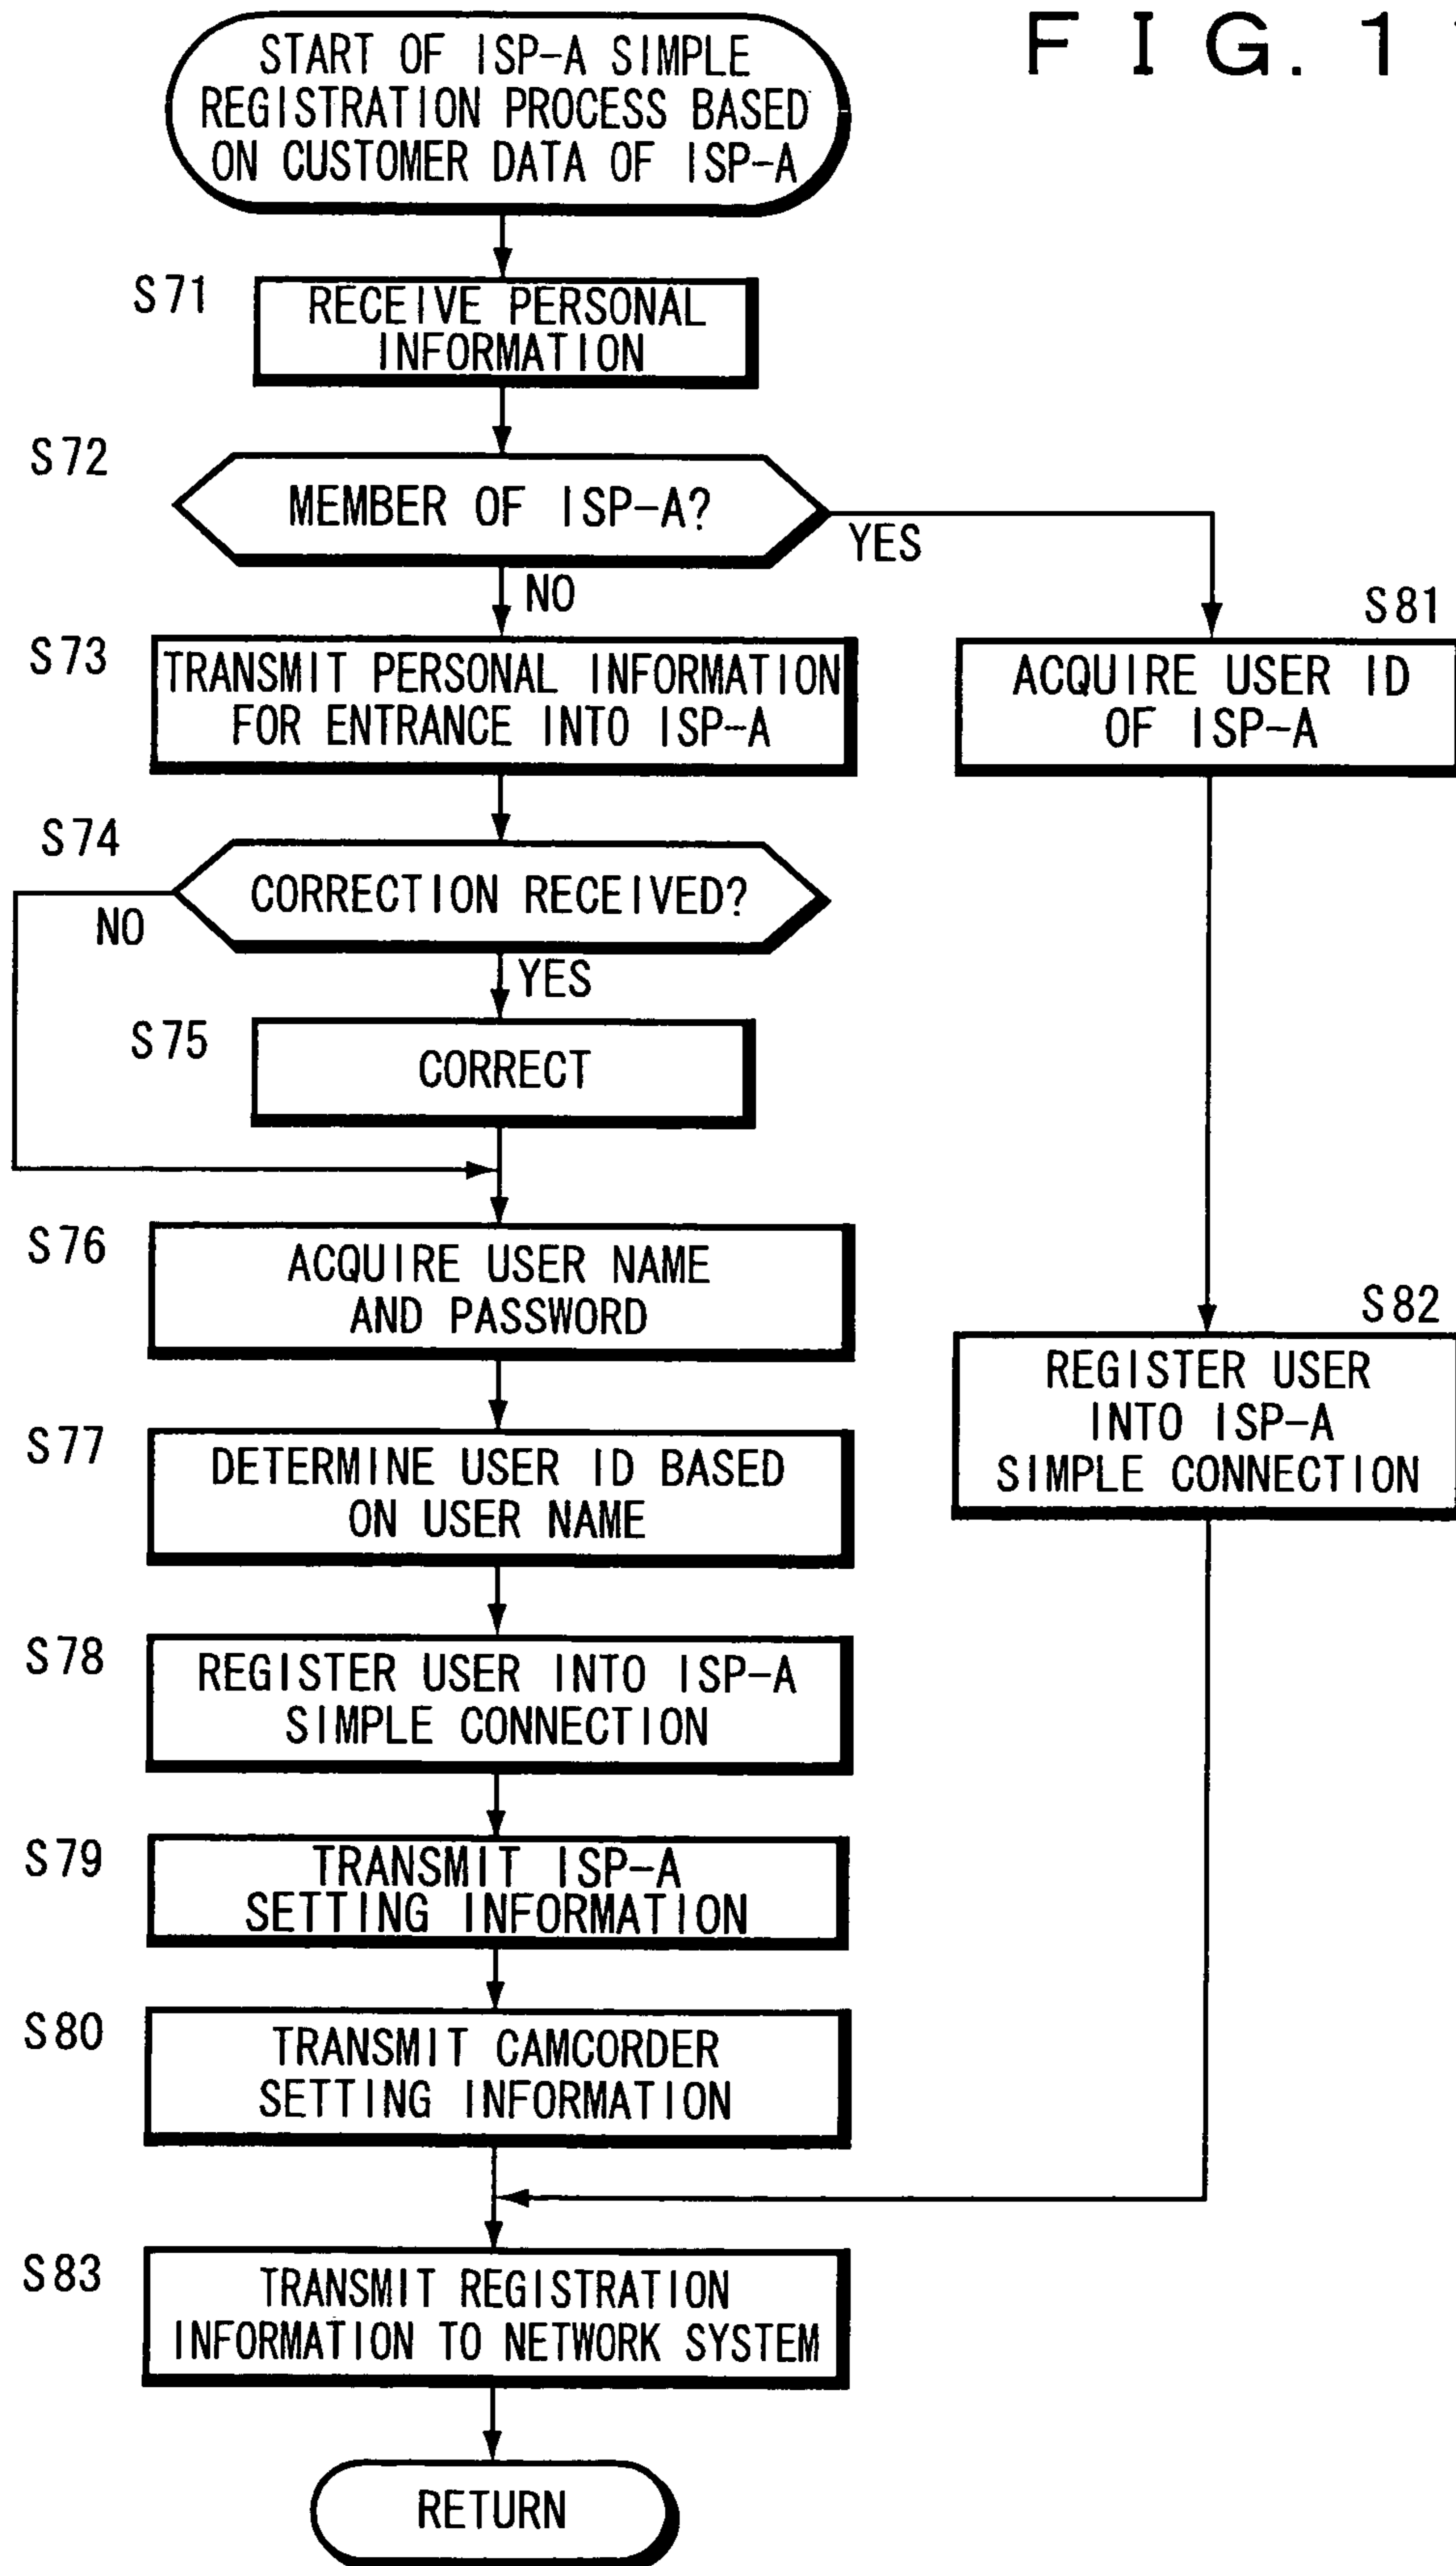 FIG. 1
START OF ISP-A SIMPLE
REGISTRATION PROCESS BASED
ON CUSTOMER DATA OF ISP-A
S71
RECEIVE PERSONAL
INFORMATION
S72
MEMBER OF ISP-A?
YES
NO
S81
S73
TRANSMIT PERSONAL INFORMATION
FOR ENTRANCE INTO ISP-A
ACQUIRE USER ID
OF ISP-A
S74
CORRECTION RECEIVED?
NO
YES
S75
CORRECT
S76
ACQUIRE USER NAME
AND PASSWORD
S82
REGISTER USER
INTO ISP-A
SIMPLE CONNECTION
S77
DETERMINE USER ID BASED
ON USER NAME
S78
REGISTER USER INTO ISP-A
SIMPLE CONNECTION
S79
TRANSMIT ISP-A
SETTING INFORMATION
S80
TRANSMIT CAMCORDER
SETTING INFORMATION
S83
TRANSMIT REGISTRATION
INFORMATION TO NETWORK SYSTEM
RETURN